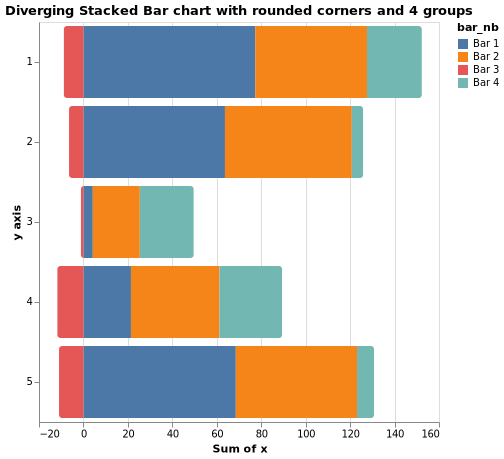 Diverging Stacked Bar chart with rounded corners and 4 groups
bar_nb
Bar 1
Bar 2
Bar 3
Bar 4
y axis
1
2
3
4
5
−20 0 20 40 60 80 100 120 140 160
Sum of x